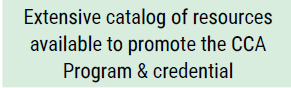 Extensive catalog of resources
available to promote the CCA
Program & credential